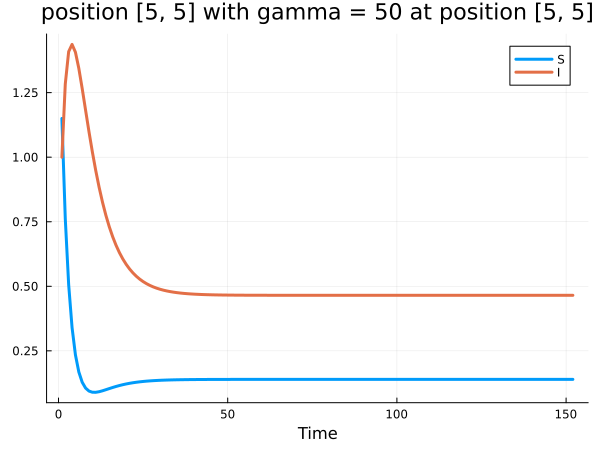 position [5, 5] with gamma = 50 at position [5, 5]
S
I
1.25
1.00
0.75
0.50
0.25
0
50
100
150
Time